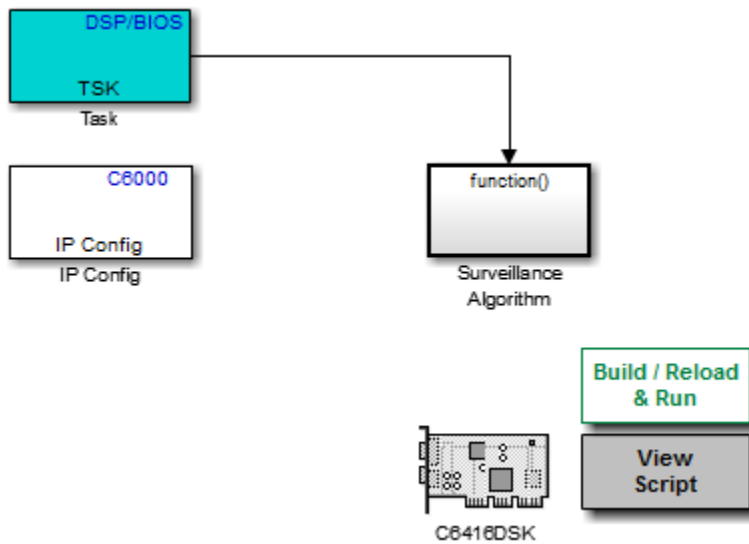 DSP/BIOS
TSK
Task
C6000
IP Config
IP Config
function()
Surveillance
Algorithm
Build / Reload
& Run
View
Script
C6416DSK